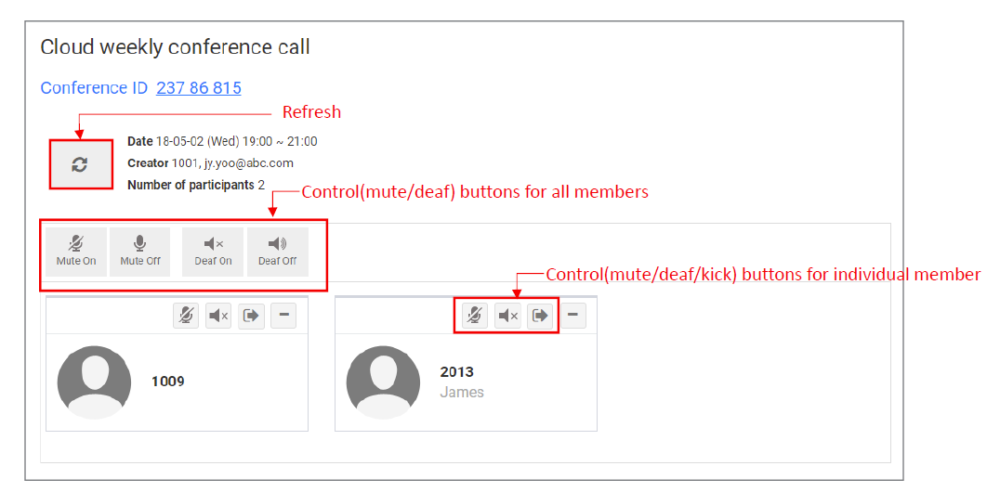 Cloud weekly conference call
Conference ID 237 86 815
Refresh
Date 18-05-02 (Wed) 19:00 ~ 21:00
Creator 1001, jy.yoo@abc.com
Number of participants 2
Control(mute/deaf) buttons for all members
Mute On Mute Off Deaf On Deaf Off
Control(mute/deaf/kick) buttons for individual member
1009
2013
James